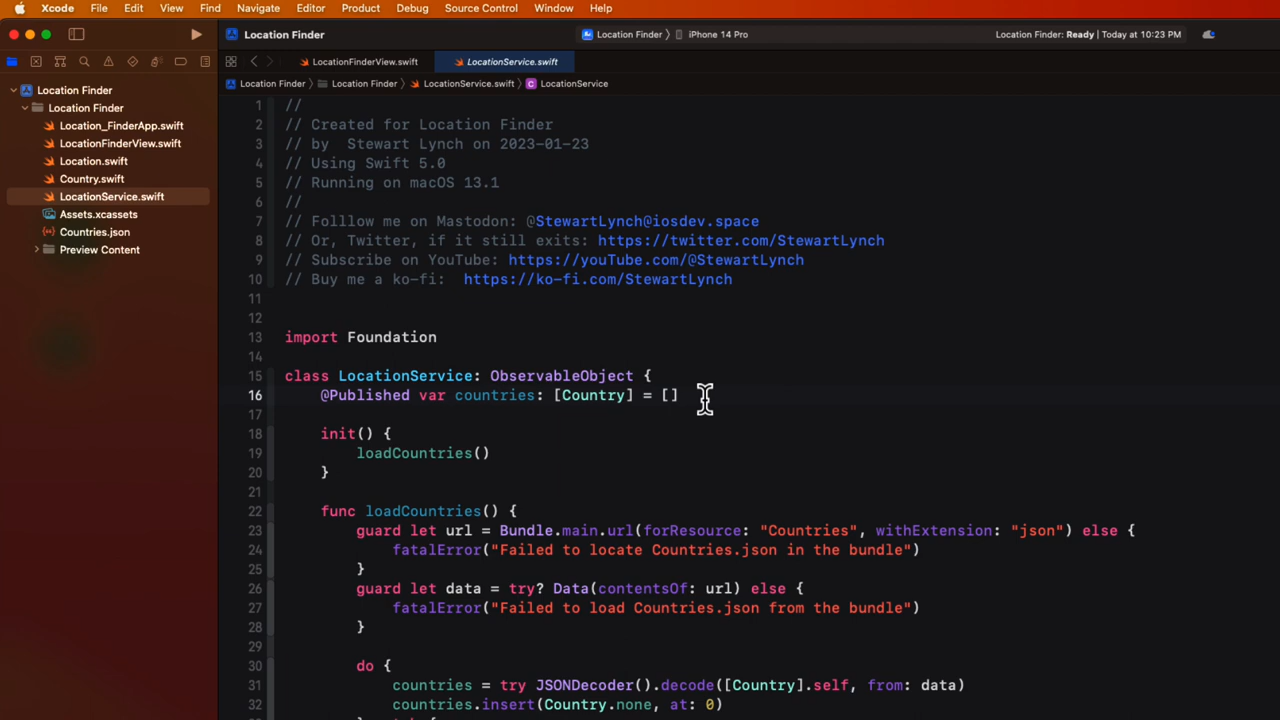 Xcode File Edit View Find Navigate Editor Product Debug Source Control Window Help
Location Finder
Location Finder 〉 iPhone 14 Pro
Location Finder: Ready | Today at 10:23 PM
LocationFinderView.swift
LocationService.swift
Location Finder 〉 Location Finder 〉 LocationService.swift 〉 C LocationService
Location Finder
Location Finder
Location_FinderApp.swift
LocationFinderView.swift
Location.swift
Country.swift
LocationService.swift
Assets.xcassets
Countries.json
Preview Content
1 //
2 // Created for Location Finder
3 // by  Stewart Lynch on 2023-01-23
4 // Using Swift 5.0
5 // Running on macOS 13.1
6 //
7 // Folllow me on Mastodon: @StewartLynch@iosdev.space
8 // Or, Twitter, if it still exits: https://twitter.com/StewartLynch
9 // Subscribe on YouTube: https://youTube.com/@StewartLynch
10 // Buy me a ko-fi:  https://ko-fi.com/StewartLynch
11
12
13 import Foundation
14
15 class LocationService: ObservableObject {
16     @Published var countries: [Country] = []
17
18     init() {
19         loadCountries()
20     }
21
22     func loadCountries() {
23         guard let url = Bundle.main.url(forResource: "Countries", withExtension: "json") else {
24             fatalError("Failed to locate Countries.json in the bundle")
25         }
26         guard let data = try? Data(contentsOf: url) else {
27             fatalError("Failed to load Countries.json from the bundle")
28         }
29
30         do {
31             countries = try JSONDecoder().decode([Country].self, from: data)
32             countries.insert(Country.none, at: 0)